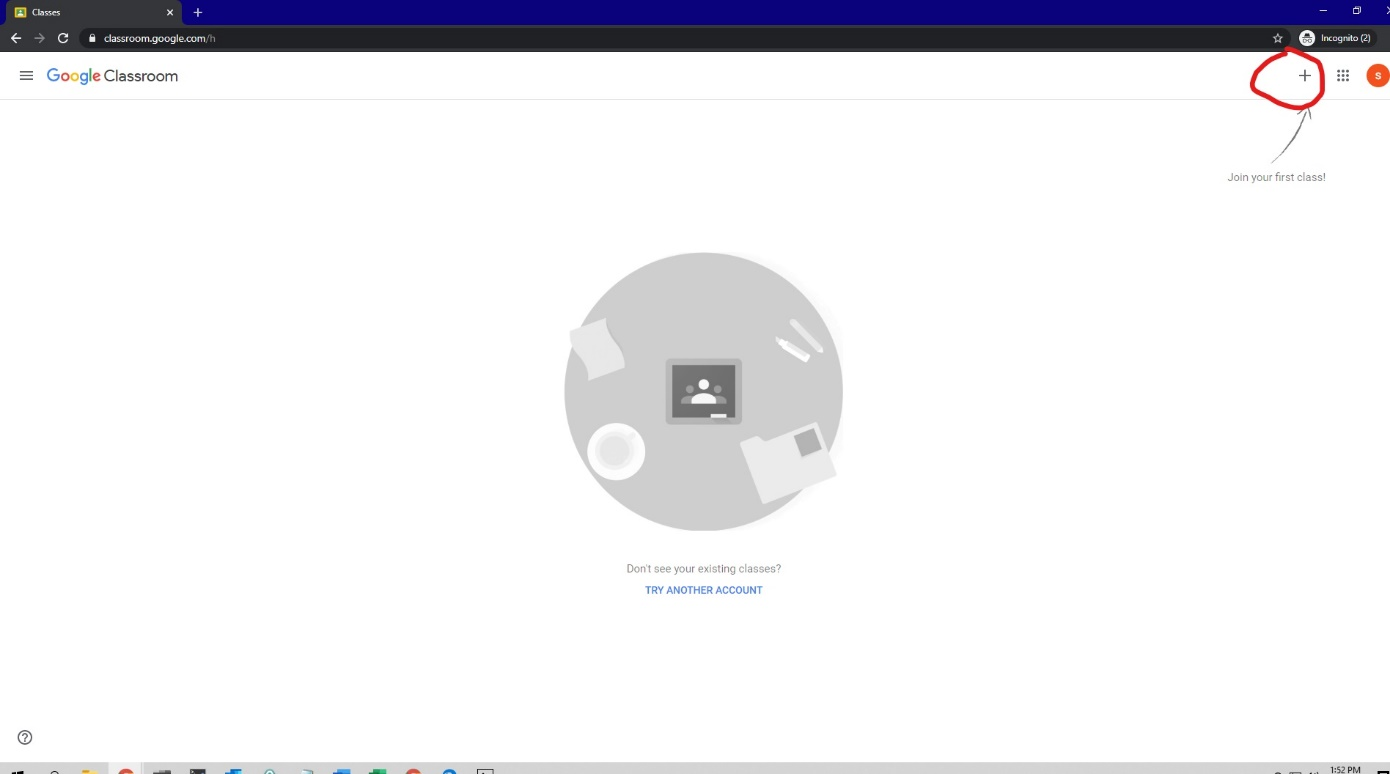 Classes
classroom.google.com/h
Incognito (2)
Google Classroom
S
Join your first class!
Don't see your existing classes?
TRY ANOTHER ACCOUNT
1:52 PM